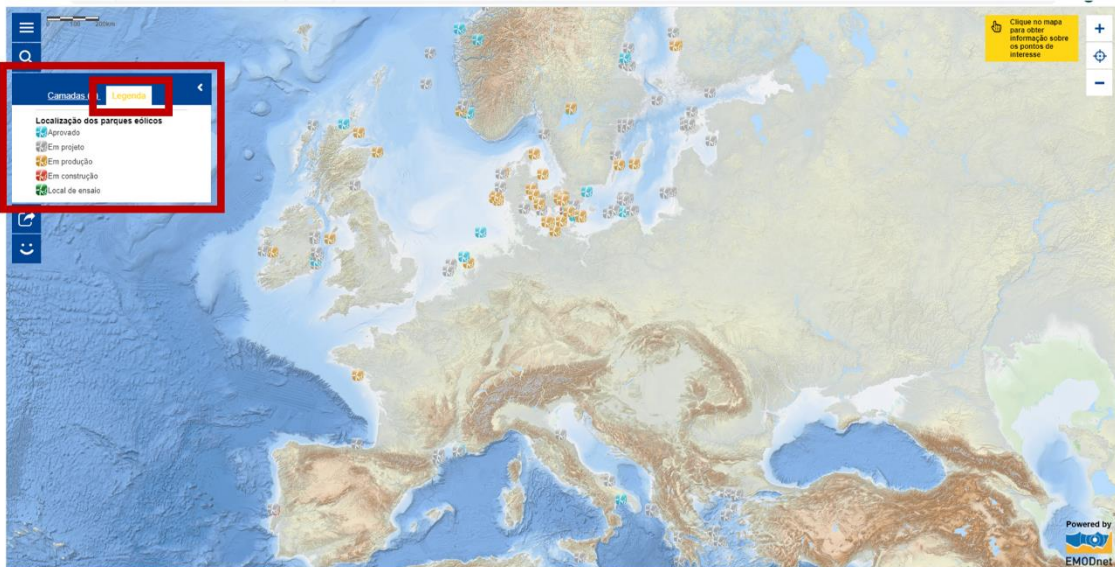 200km
Clique no mapa
para obter
informação sobre
os pontos de
interesse
Camadas
Legenda
Localização dos parques eólicos
Aprovado
Em projeto
Em produção
Em construção
Local de ensaio
Powered by
EMODnet